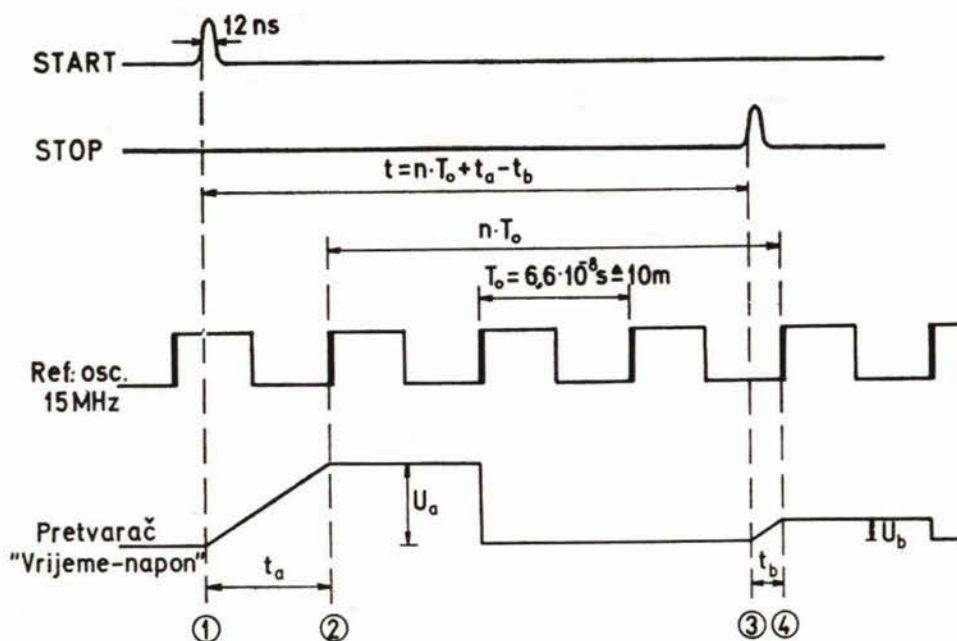 12 ns
START
STOP
t = n·T₀ + tₐ − t_b
n·T₀
T₀ = 6,6·10⁻⁸s ≙ 10m
Ref. osc.
15 MHz
Uₐ
Pretvarač
"Vrijeme-napon"
U_b
tₐ
t_b
① ② ③ ④